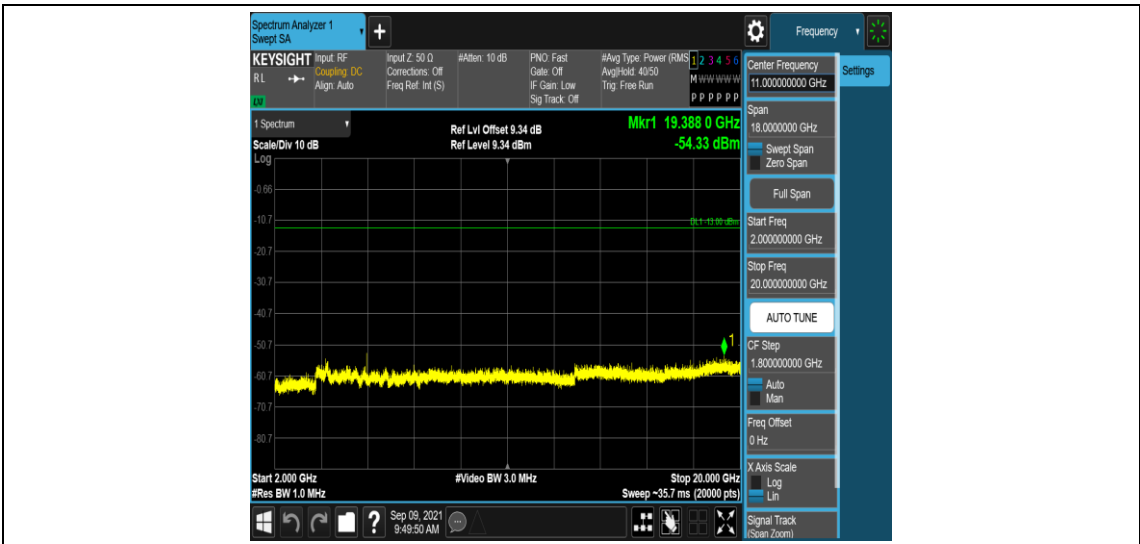 Spectrum Analyzer 1
Swept SA
Frequency
KEYSIGHT
RL
Input: RF
Coupling: DC
Align: Auto
Input Z: 50 Ω
Corrections: Off
Freq Ref: Int (S)
#Atten: 10 dB
PNO: Fast
Gate: Off
IF Gain: Low
Sig Track: Off
#Avg Type: Power (RMS
Avg|Hold: 40/50
Trig: Free Run
1 2 3 4 5 6
M W W W W W
P P P P P P
Center Frequency
11.000000000 GHz
Settings
1 Spectrum
Scale/Div 10 dB
Ref Lvl Offset 9.34 dB
Ref Level 9.34 dBm
Mkr1 19.388 0 GHz
-54.33 dBm
Span
18.0000000 GHz
Swept Span
Zero Span
Full Span
Start Freq
2.000000000 GHz
Stop Freq
20.000000000 GHz
AUTO TUNE
CF Step
1.800000000 GHz
Auto
Man
Freq Offset
0 Hz
X Axis Scale
Log
Lin
Signal Track
(Span Zoom)
Log
-0.66
-10.7
DL1 -13.00 dBm
-20.7
-30.7
-40.7
-50.7
1
-60.7
-70.7
-80.7
Start 2.000 GHz
#Video BW 3.0 MHz
Stop 20.000 GHz
#Res BW 1.0 MHz
Sweep ~35.7 ms (20000 pts)
?
Sep 09, 2021
9:49:50 AM